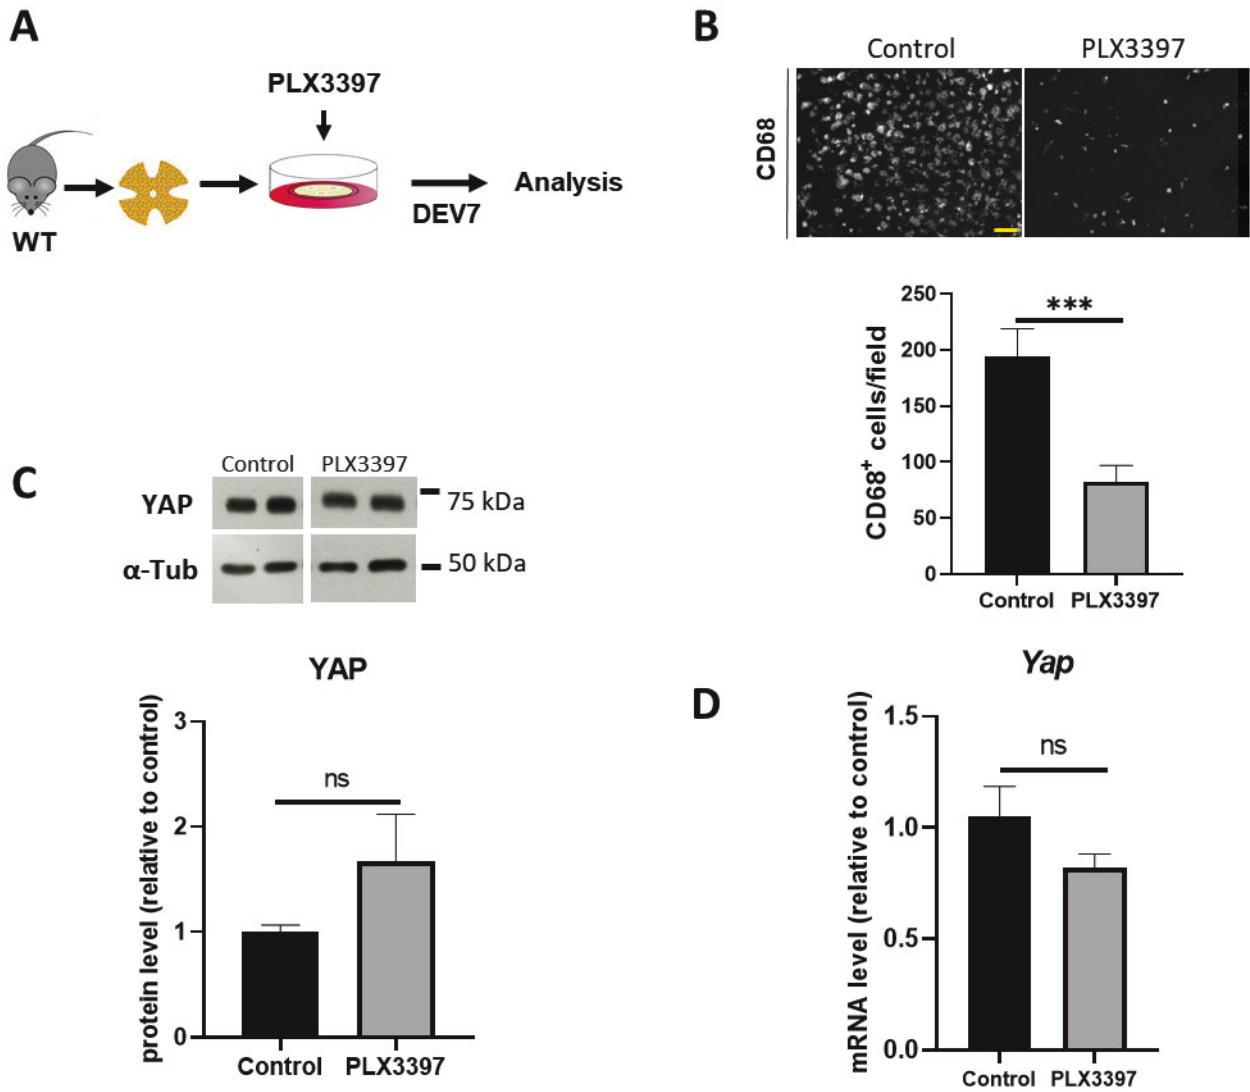 A
PLX3397
WT
DEV7
Analysis
B
Control PLX3397
CD68
CD68+ cells/field
250
200
150
100
50
0
***
Control PLX3397
C
Control PLX3397
YAP
75 kDa
α-Tub
50 kDa
YAP
protein level (relative to control)
3
2
1
0
ns
Control PLX3397
D
Yap
mRNA level (relative to control)
1.5
1.0
0.5
0.0
ns
Control PLX3397